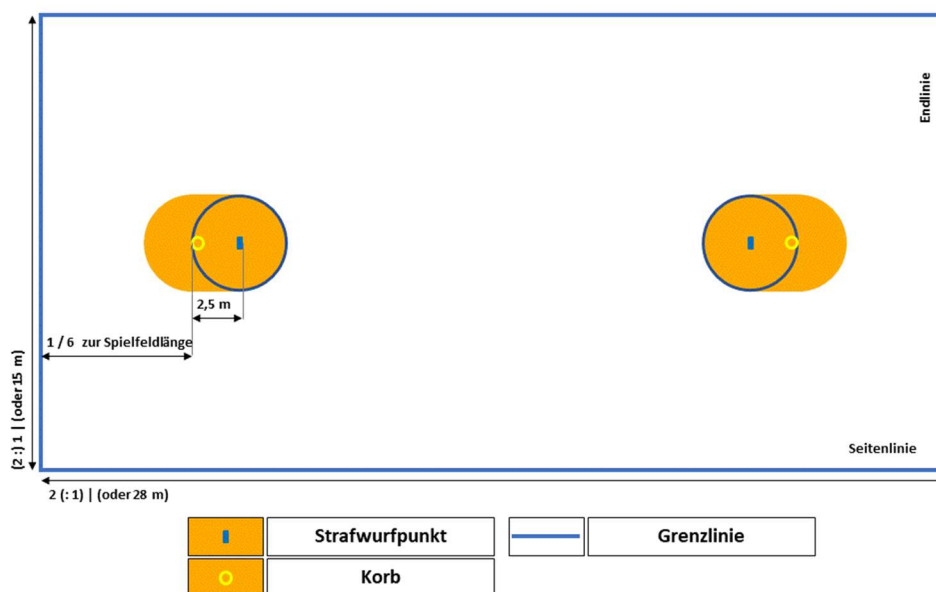 Endlinie
2,5 m
1 / 6 zur Spielfeldlänge
(2 :) 1 | (oder 15 m)
Seitenlinie
2 (: 1) | (oder 28 m)
Strafwurfpunkt
Grenzlinie
Korb